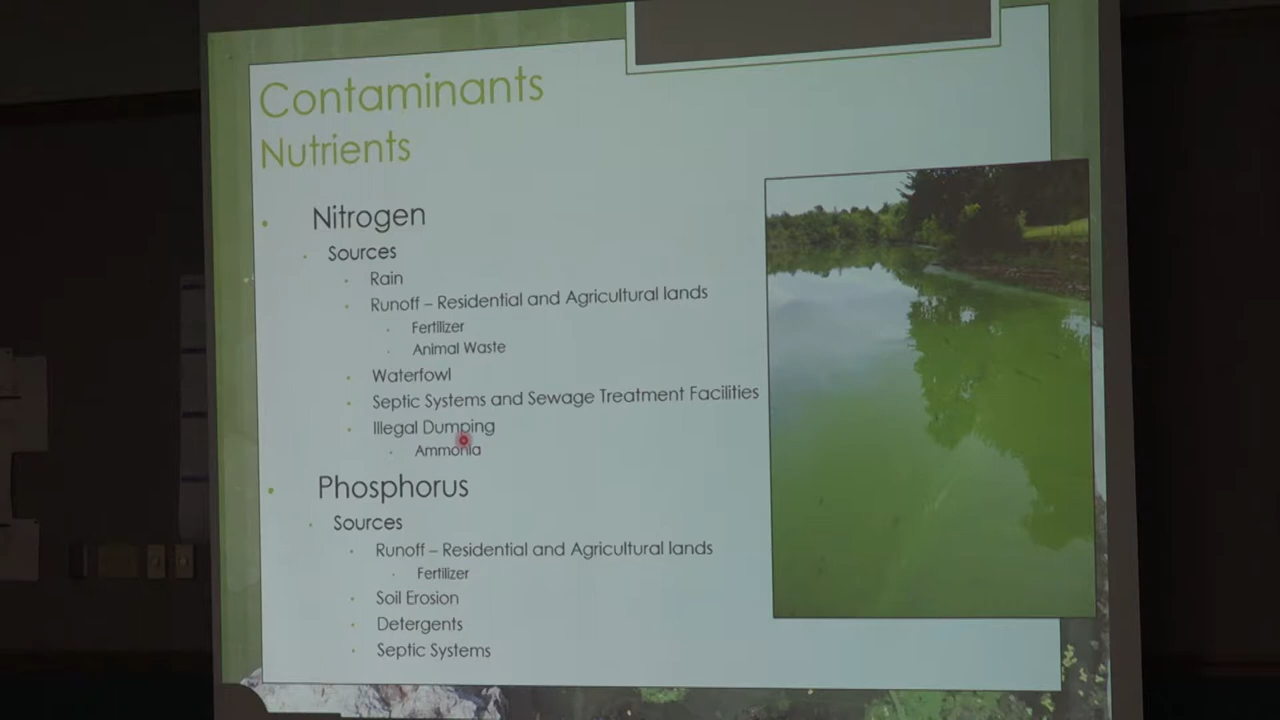 Contaminants
Nutrients
Nitrogen
Sources
Rain
Runoff – Residential and Agricultural lands
Fertilizer
Animal Waste
Waterfowl
Septic Systems and Sewage Treatment Facilities
Illegal Dumping
Ammonia
Phosphorus
Sources
Runoff – Residential and Agricultural lands
Fertilizer
Soil Erosion
Detergents
Septic Systems